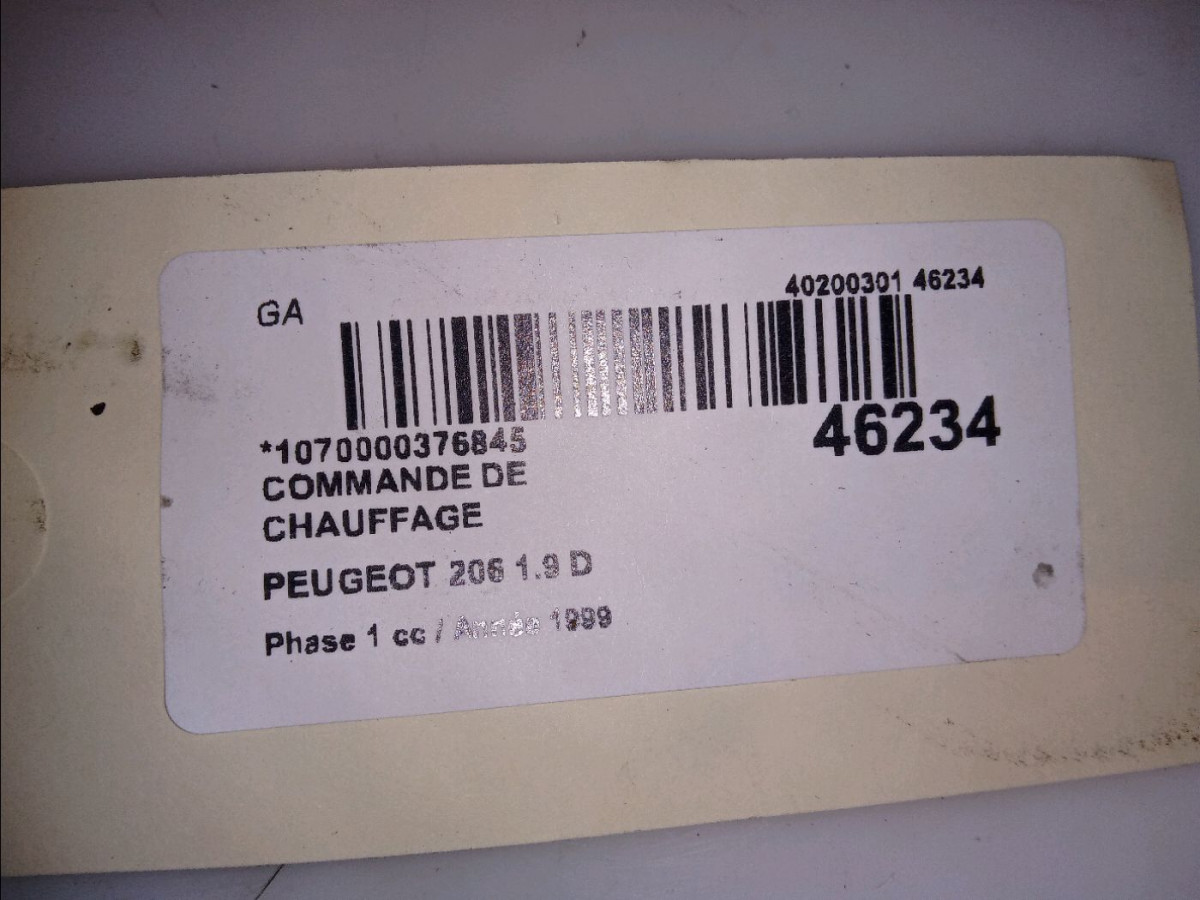 GA
40200301 46234
*1070000376845
46234
COMMANDE DE
CHAUFFAGE
PEUGEOT 206 1.9 D
Phase 1 cc / Année 1999